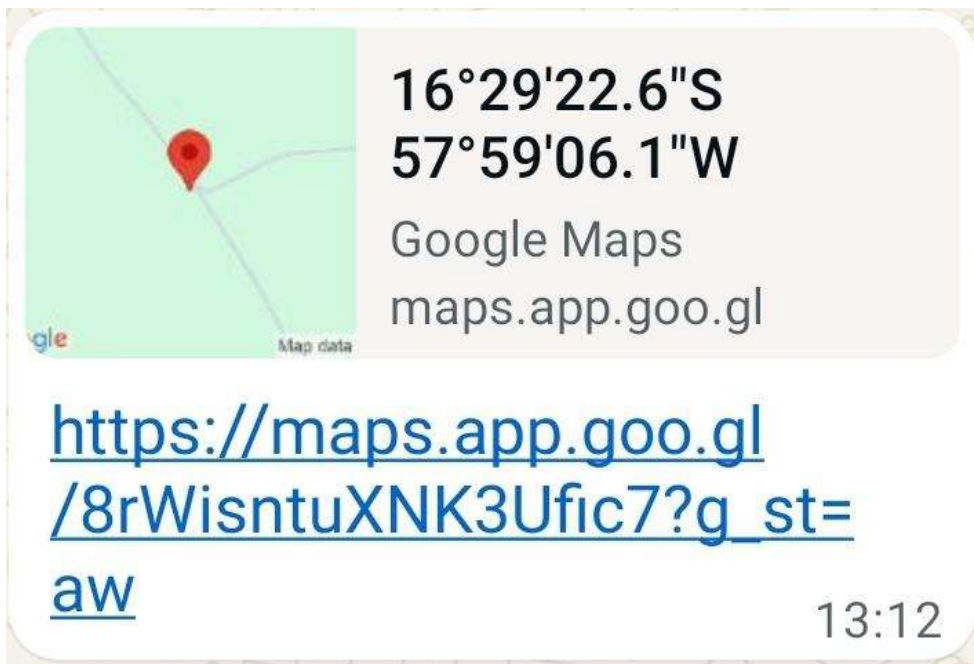 16°29'22.6"S
57°59'06.1"W
Google Maps
maps.app.goo.gl
gle
Map data
https://maps.app.goo.gl
/8rWisntuXNK3Ufic7?g_st=
aw
13:12